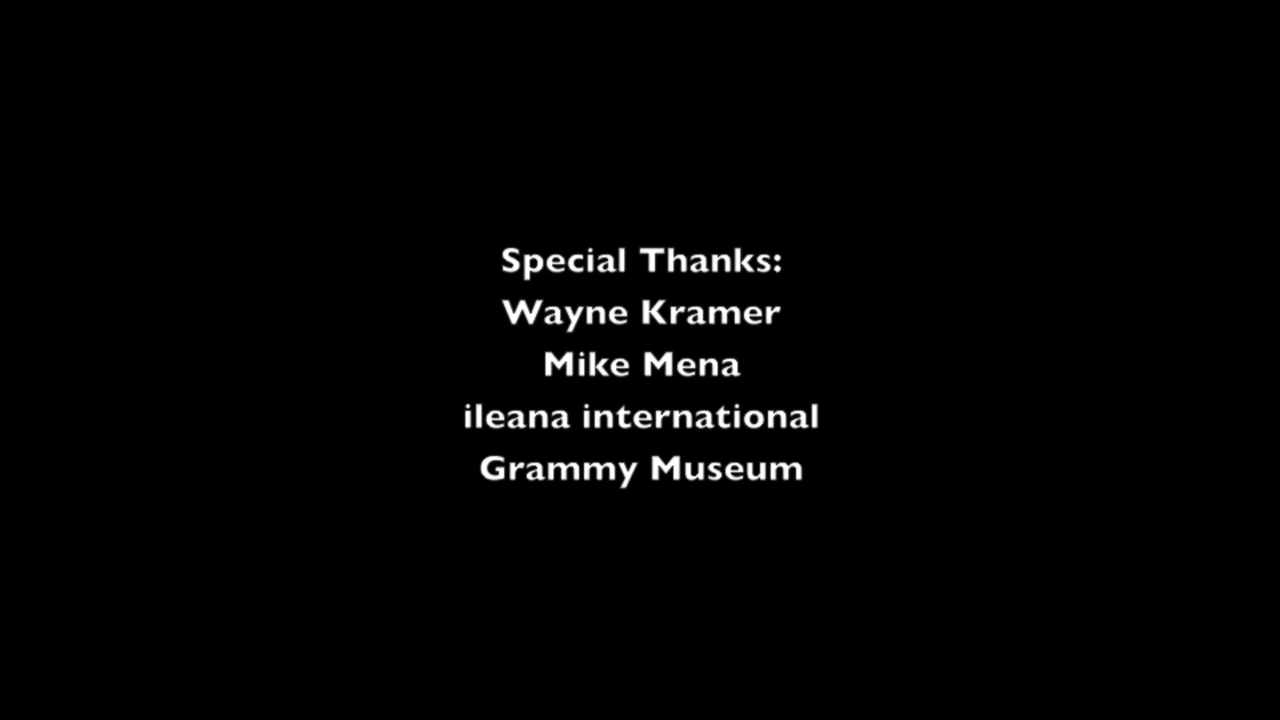 Special Thanks:
Wayne Kramer
Mike Mena
ileana international
Grammy Museum